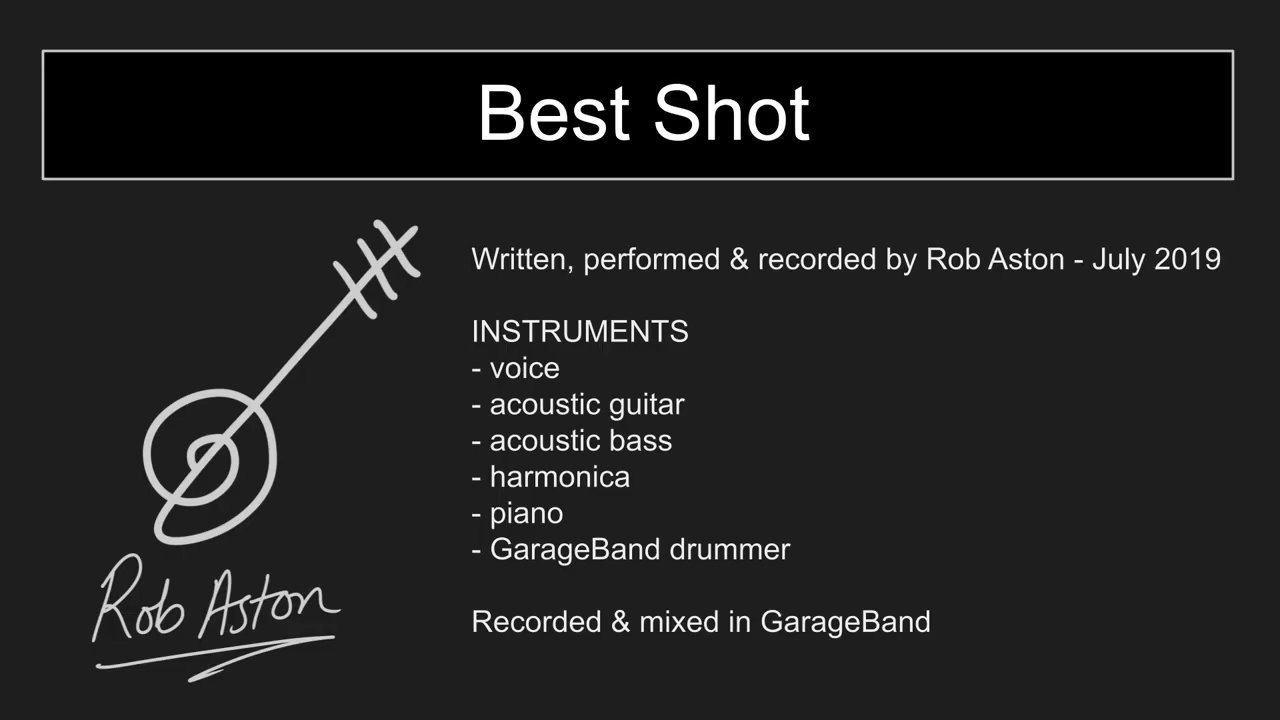 Best Shot
Written, performed & recorded by Rob Aston - July 2019
INSTRUMENTS
- voice
- acoustic guitar
- acoustic bass
- harmonica
- piano
- GarageBand drummer
Recorded & mixed in GarageBand
Rob Aston